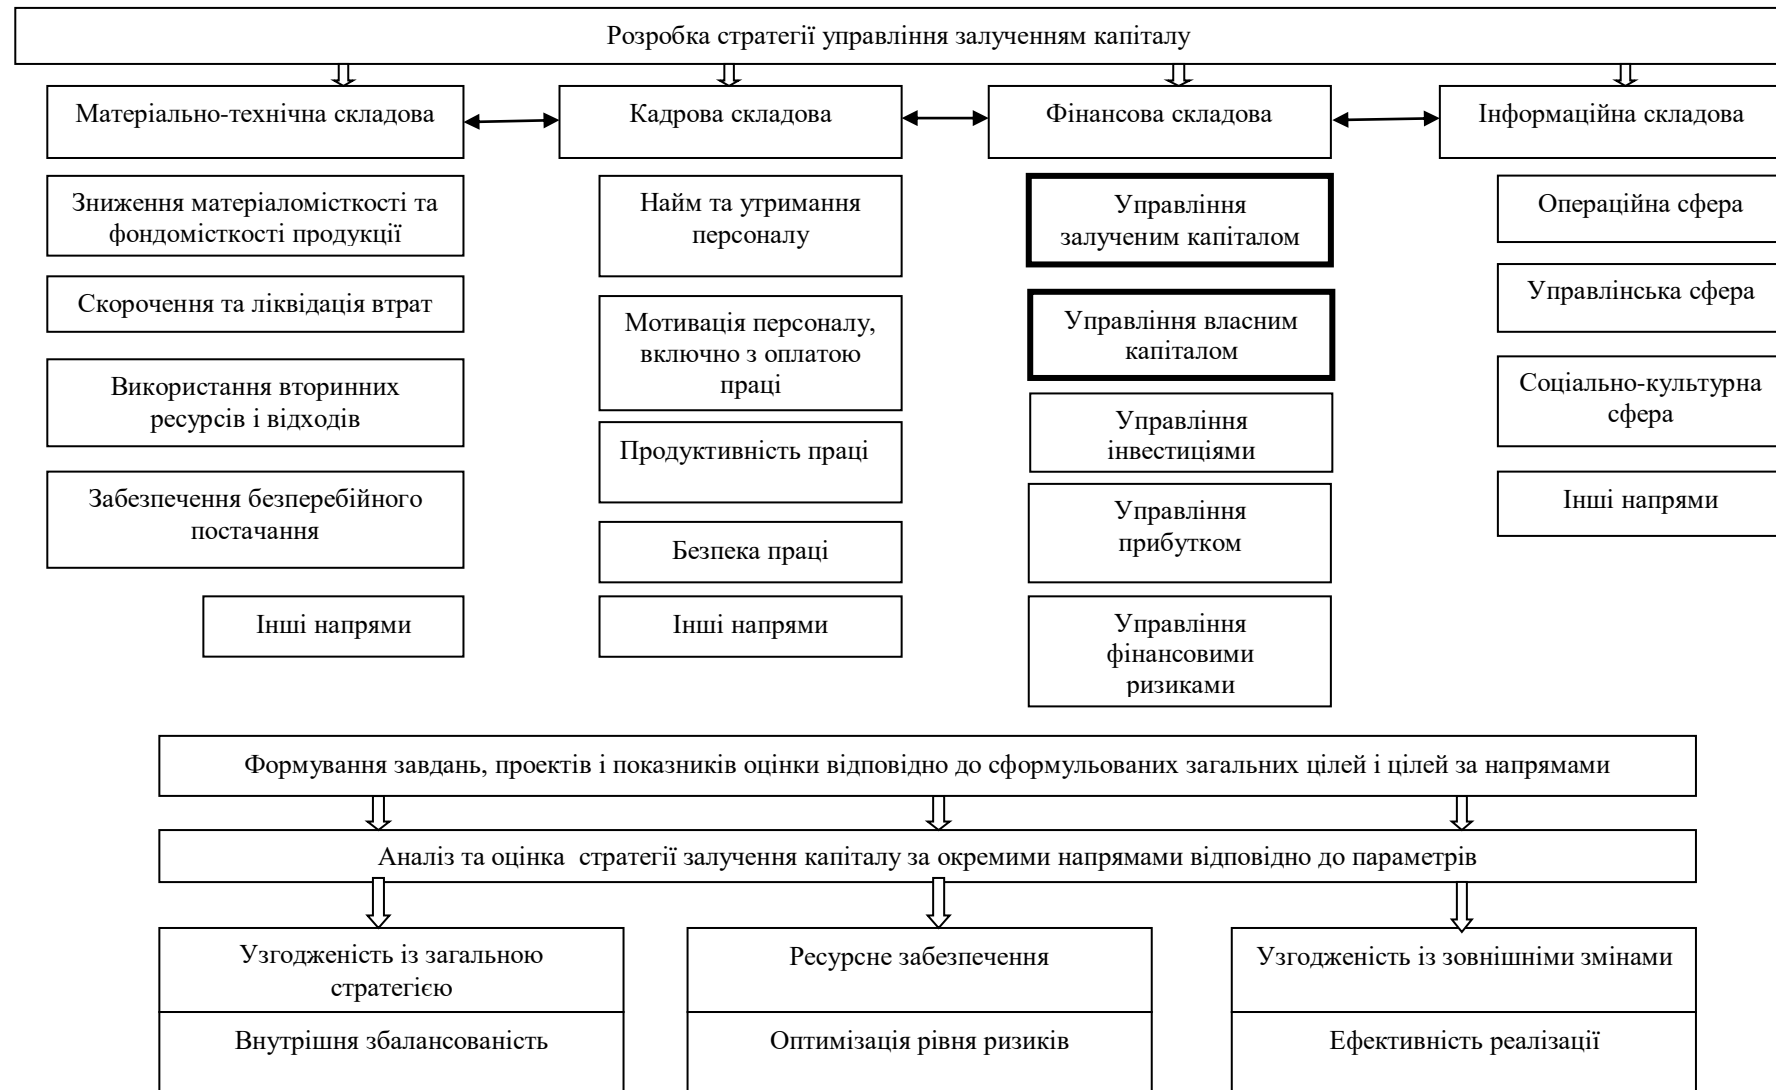 Розробка стратегії управління залученням капіталу
Матеріально-технічна складова
Кадрова складова
Фінансова складова
Інформаційна складова
Зниження матеріаломісткості та
фондомісткості продукції
Скорочення та ліквідація втрат
Використання вторинних
ресурсів і відходів
Забезпечення безперебійного
постачання
Інші напрями
Найм та утримання
персоналу
Мотивація персоналу,
включно з оплатою
праці
Продуктивність праці
Безпека праці
Інші напрями
Управління
залученим капіталом
Управління власним
капіталом
Управління
інвестиціями
Управління
прибутком
Управління
фінансовими
ризиками
Операційна сфера
Управлінська сфера
Соціально-культурна
сфера
Інші напрями
Формування завдань, проектів і показників оцінки відповідно до сформульованих загальних цілей і цілей за напрямами
Аналіз та оцінка  стратегії залучення капіталу за окремими напрямами відповідно до параметрів
Узгодженість із загальною
стратегією
Внутрішня збалансованість
Ресурсне забезпечення
Оптимізація рівня ризиків
Узгодженість із зовнішніми змінами
Ефективність реалізації